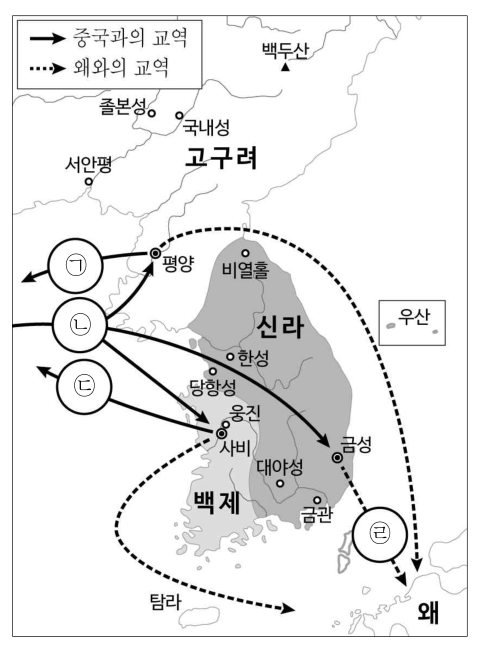 중국과의 교역
왜와의 교역
백두산
졸본성
국내성
고구려
서안평
㉠
평양
비열홀
㉡
우산
신라
한성
당항성
㉢
웅진
사비
금성
대야성
백제
금관
㉣
탐라
왜